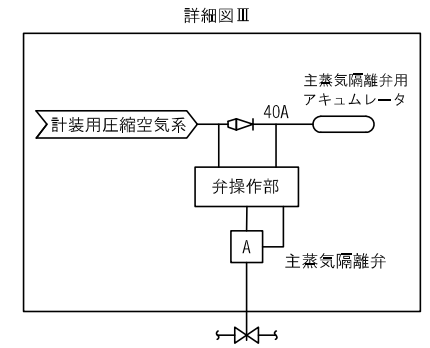 詳細図Ⅲ
主蒸気隔離弁用
アキュムレータ
40A
計装用圧縮空気系
弁操作部
A
主蒸気隔離弁